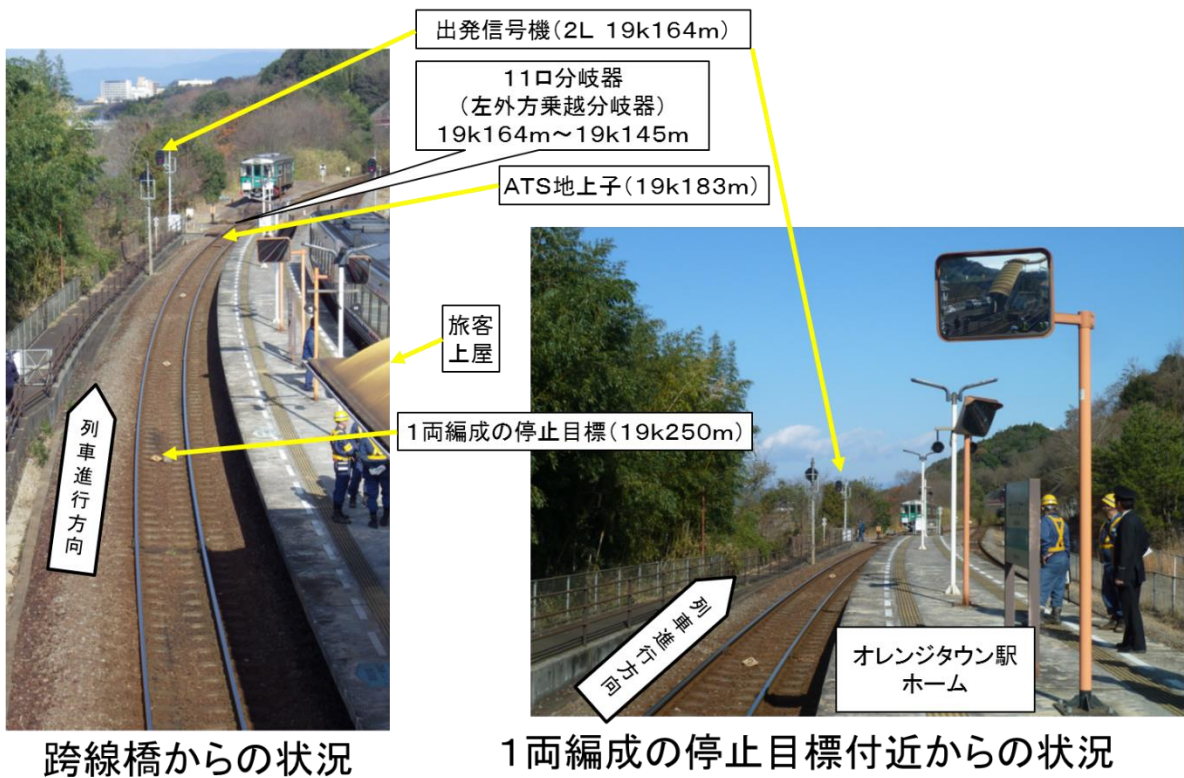 出発信号機(2L 19k164m)
11ロ分岐器
(左外方乗越分岐器)
19k164m～19k145m
ATS地上子(19k183m)
旅客
上屋
1両編成の停止目標(19k250m)
列車進行方向
列車進行方向
オレンジタウン駅
ホーム
跨線橋からの状況
1両編成の停止目標付近からの状況